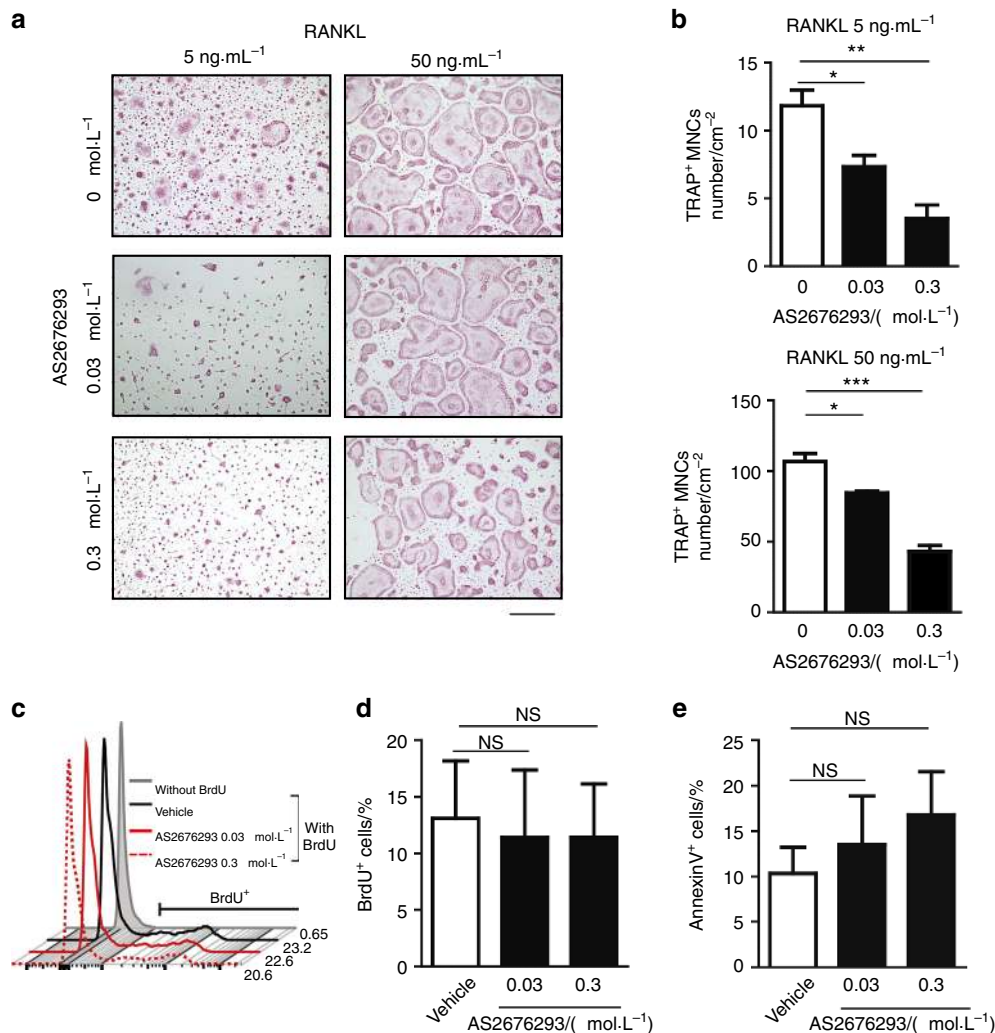 a
RANKL
5 ng·mL⁻¹
50 ng·mL⁻¹
AS2676293
0 mol·L⁻¹
0.03 mol·L⁻¹
0.3 mol·L⁻¹
b
RANKL 5 ng·mL⁻¹
**
*
TRAP⁺ MNCs
number/cm⁻²
15
10
5
0
0 0.03 0.3
AS2676293/( mol·L⁻¹)
RANKL 50 ng·mL⁻¹
***
*
TRAP⁺ MNCs
number/cm⁻²
150
100
50
0
0 0.03 0.3
AS2676293/( mol·L⁻¹)
c
Without BrdU
Vehicle
AS2676293 0.03 mol·L⁻¹
AS2676293 0.3 mol·L⁻¹
With
BrdU
BrdU⁺
0.65
23.2
22.6
20.6
d
NS
NS
BrdU⁺ cells/%
20
15
10
5
0
Vehicle 0.03 0.3
AS2676293/( mol·L⁻¹)
e
NS
NS
AnnexinV⁺ cells/%
25
20
15
10
5
0
Vehicle 0.03 0.3
AS2676293/( mol·L⁻¹)